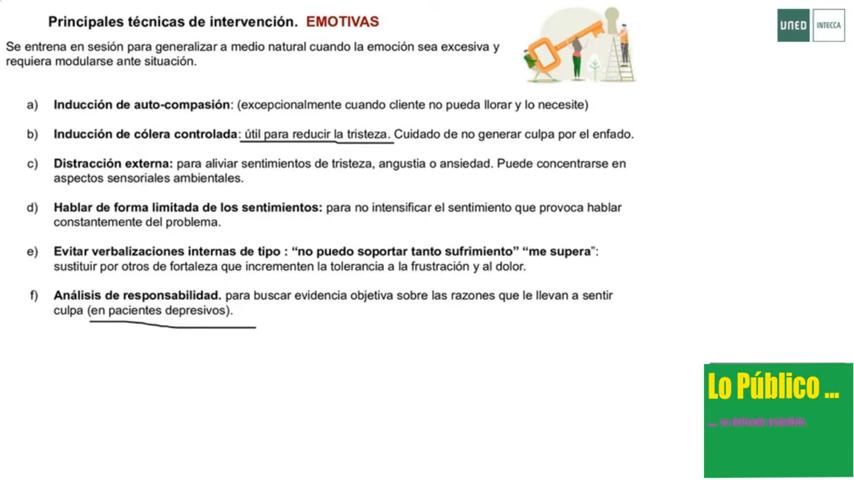 Principales técnicas de intervención. EMOTIVAS
UNED
INTECCA
Se entrena en sesión para generalizar a medio natural cuando la emoción sea excesiva y
requiera modularse ante situación.
a) Inducción de auto-compasión: (excepcionalmente cuando cliente no pueda llorar y lo necesite)
b) Inducción de cólera controlada: útil para reducir la tristeza. Cuidado de no generar culpa por el enfado.
c) Distracción externa: para aliviar sentimientos de tristeza, angustia o ansiedad. Puede concentrarse en
aspectos sensoriales ambientales.
d) Hablar de forma limitada de los sentimientos: para no intensificar el sentimiento que provoca hablar
constantemente del problema.
e) Evitar verbalizaciones internas de tipo : “no puedo soportar tanto sufrimiento” “me supera”:
sustituir por otros de fortaleza que incrementen la tolerancia a la frustración y al dolor.
f) Análisis de responsabilidad. para buscar evidencia objetiva sobre las razones que le llevan a sentir
culpa (en pacientes depresivos).
Lo Público ...
... se defiende